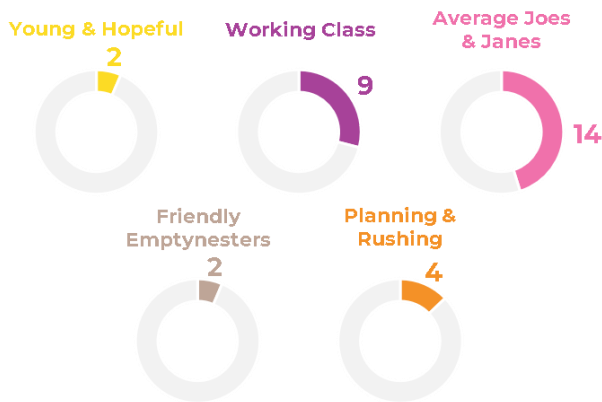 Young & Hopeful
2
Working Class
9
Average Joes
& Janes
14
Friendly
Emptynesters
2
Planning &
Rushing
4